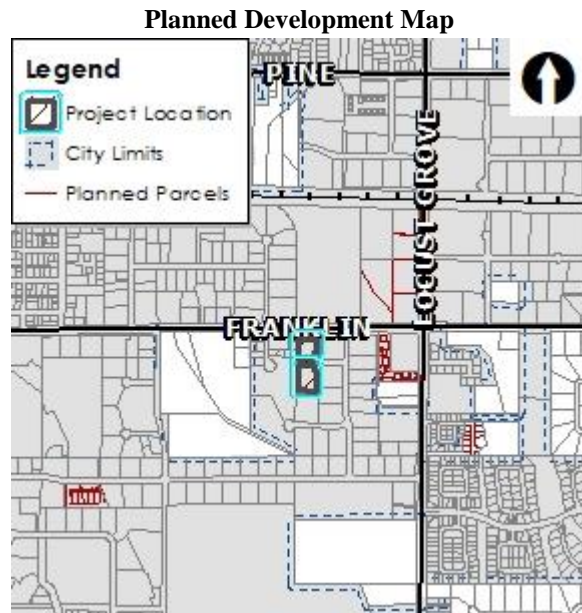 Planned Development Map
Legend
Project Location
City Limits
Planned Parcels
PINE
LOCUST GROVE
FRANKLIN